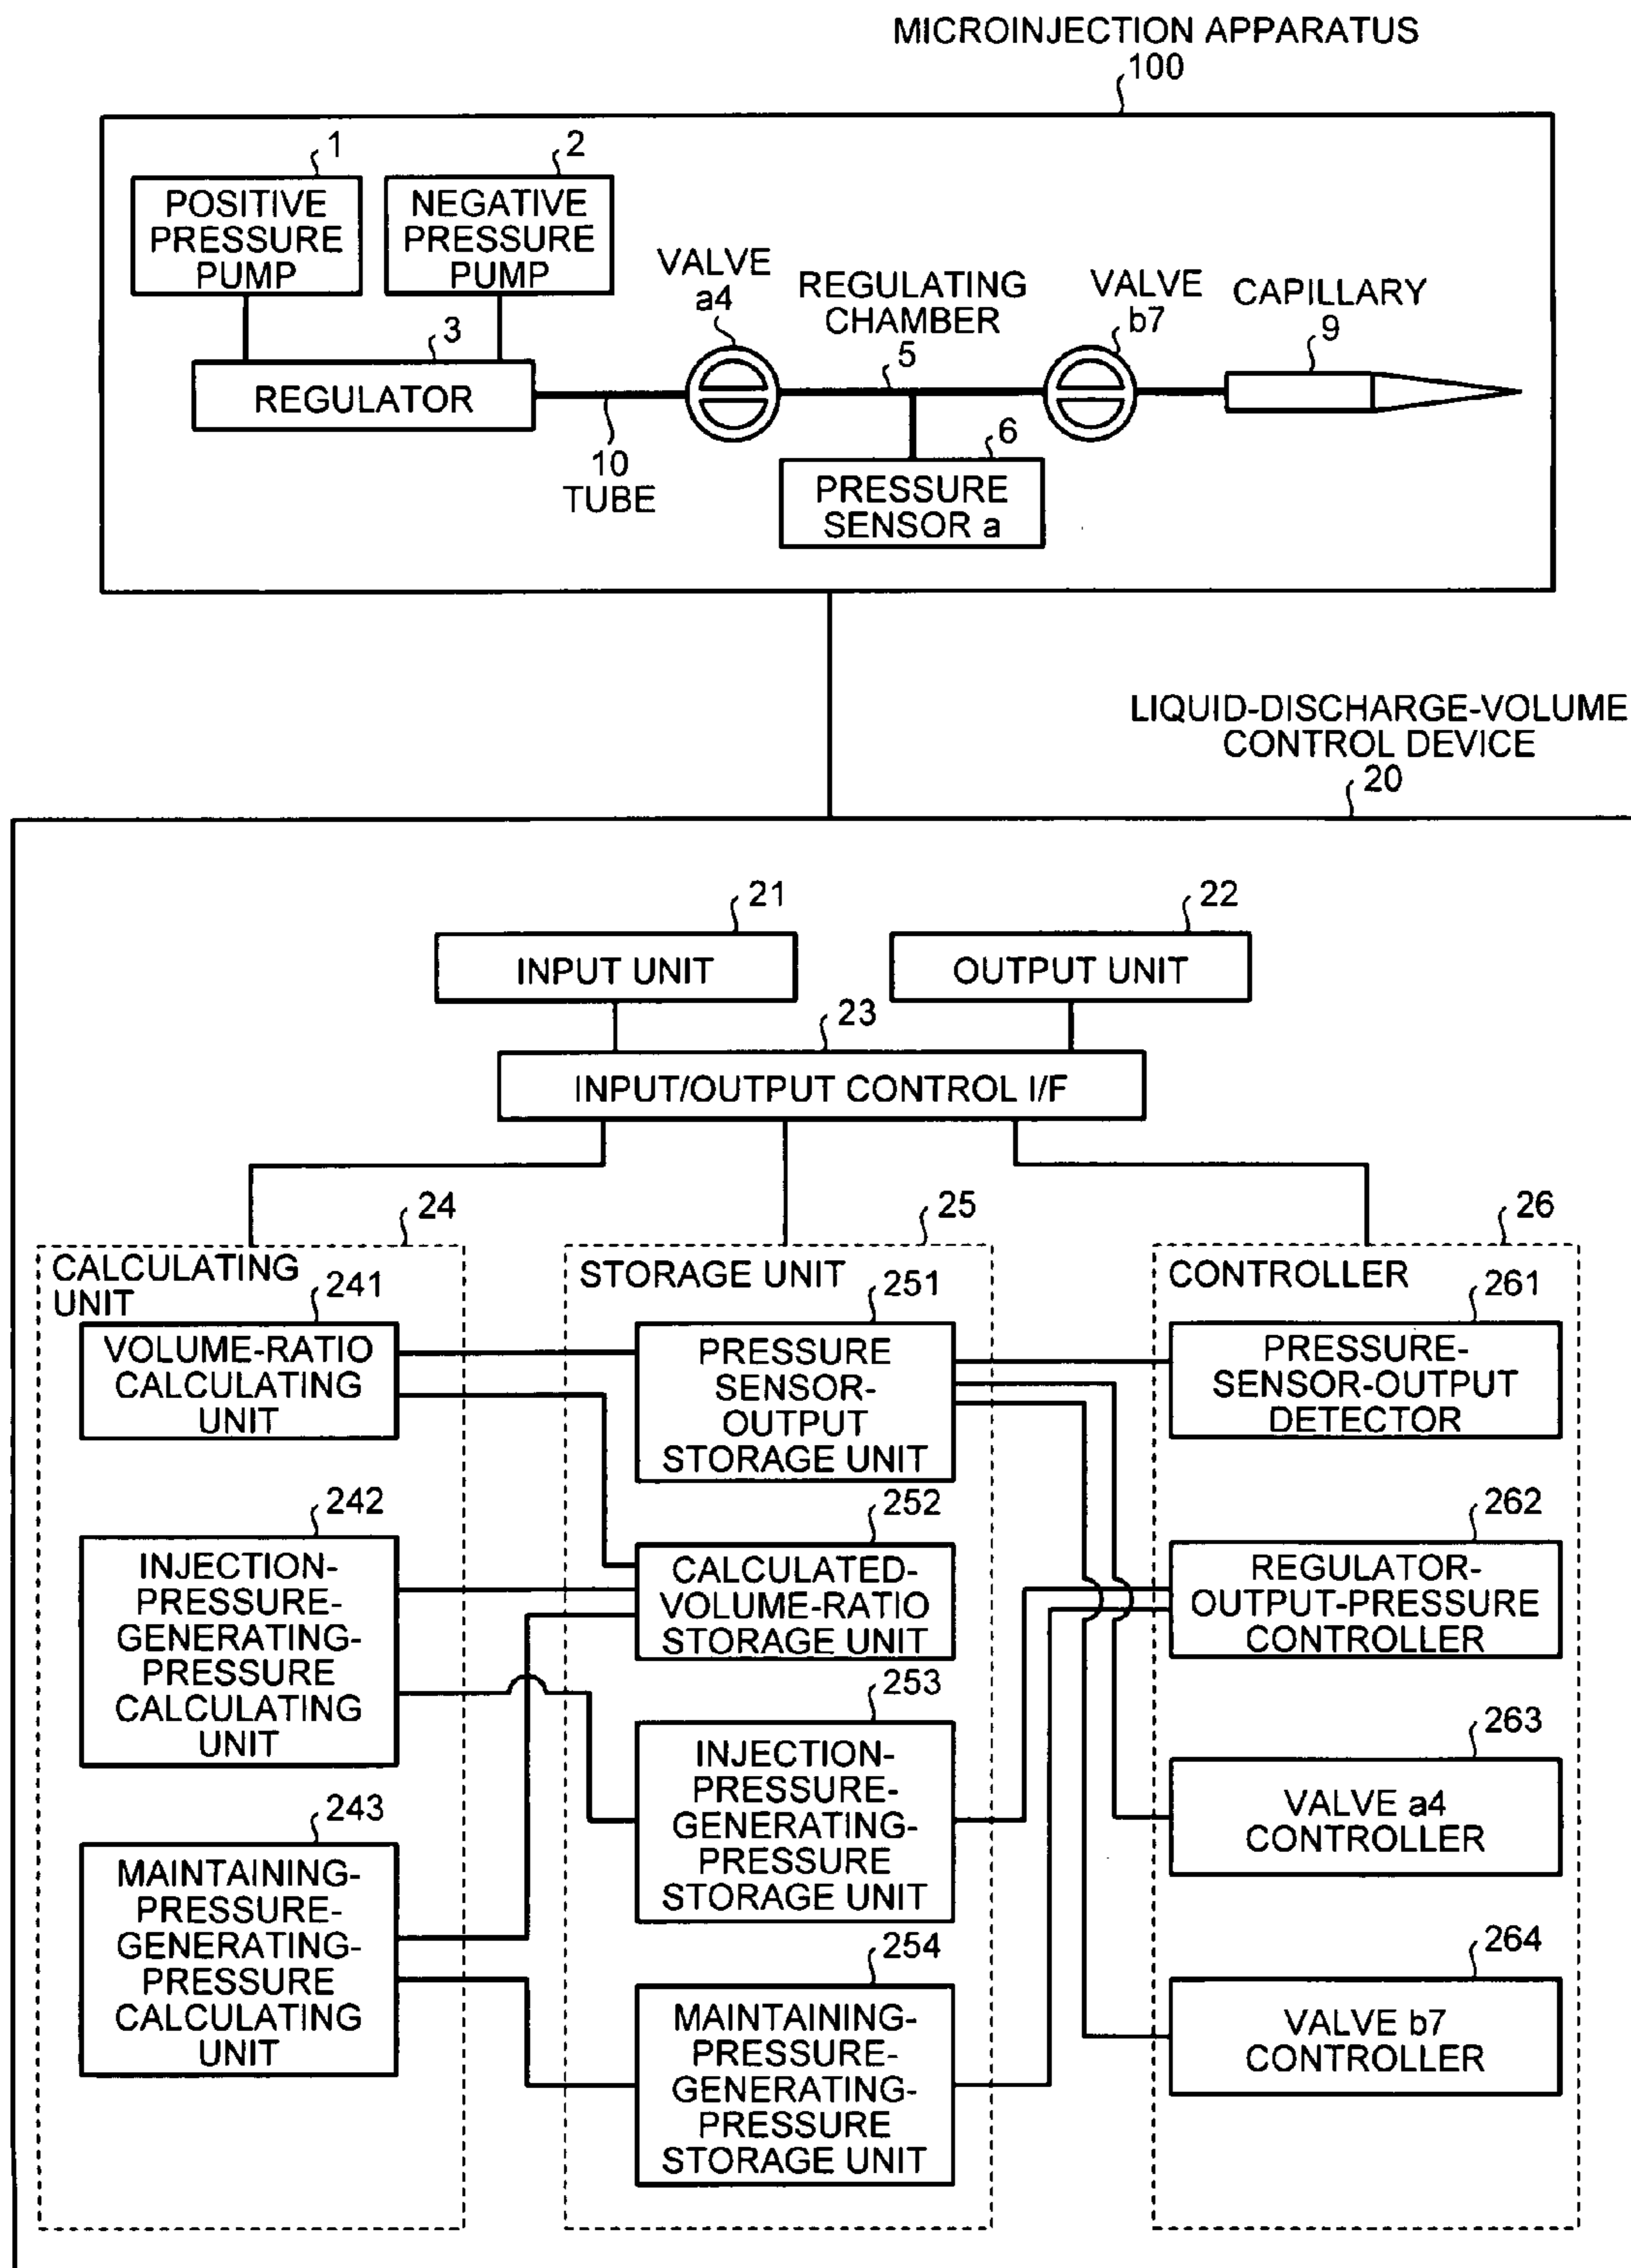 MICROINJECTION APPARATUS
100
1
2
POSITIVE
PRESSURE
PUMP
NEGATIVE
PRESSURE
PUMP
3
REGULATOR
10
TUBE
VALVE
a4
REGULATING
CHAMBER
5
VALVE
b7
CAPILLARY
9
6
PRESSURE
SENSOR a
LIQUID-DISCHARGE-VOLUME
CONTROL DEVICE
20
21
INPUT UNIT
22
OUTPUT UNIT
23
INPUT/OUTPUT CONTROL I/F
24
CALCULATING
UNIT
241
VOLUME-RATIO
CALCULATING
UNIT
242
INJECTION-
PRESSURE-
GENERATING-
PRESSURE
CALCULATING
UNIT
243
MAINTAINING-
PRESSURE-
GENERATING-
PRESSURE
CALCULATING
UNIT
25
STORAGE UNIT
251
PRESSURE
SENSOR-
OUTPUT
STORAGE UNIT
252
CALCULATED-
VOLUME-RATIO
STORAGE UNIT
253
INJECTION-
PRESSURE-
GENERATING-
PRESSURE
STORAGE UNIT
254
MAINTAINING-
PRESSURE-
GENERATING-
PRESSURE
STORAGE UNIT
26
CONTROLLER
261
PRESSURE-
SENSOR-OUTPUT
DETECTOR
262
REGULATOR-
OUTPUT-PRESSURE
CONTROLLER
263
VALVE a4
CONTROLLER
264
VALVE b7
CONTROLLER